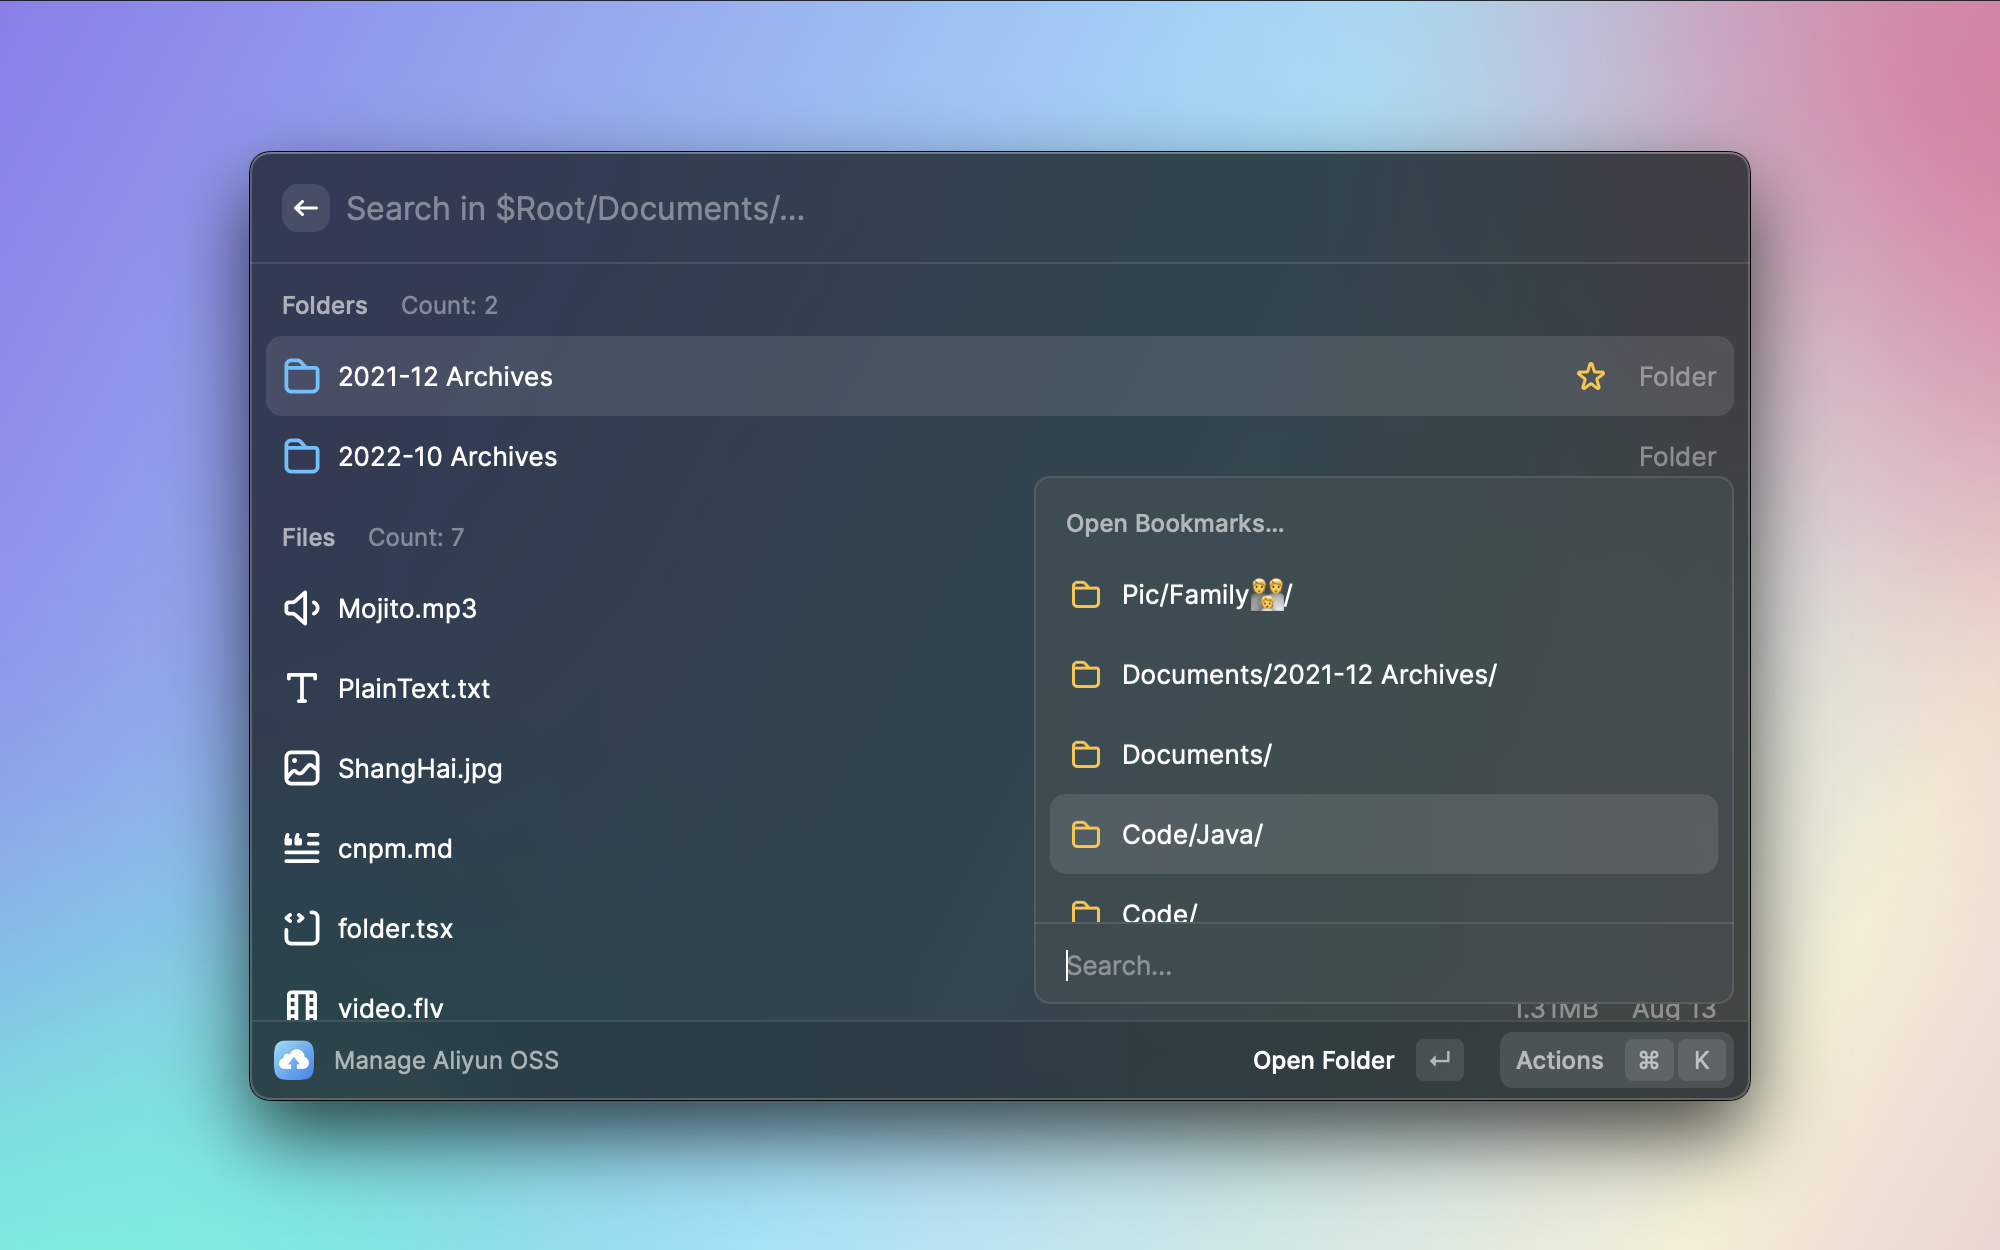 Search in $Root/Documents/...
Folders Count: 2
2021-12 Archives Folder
2022-10 Archives Folder
Files Count: 7
Mojito.mp3
PlainText.txt
ShangHai.jpg
cnpm.md
folder.tsx
video.flv 1.31MB Aug 13
Open Bookmarks...
Pic/Family👨‍👨‍👦/
Documents/2021-12 Archives/
Documents/
Code/Java/
Code/
Search...
Manage Aliyun OSS Open Folder Actions ⌘ K